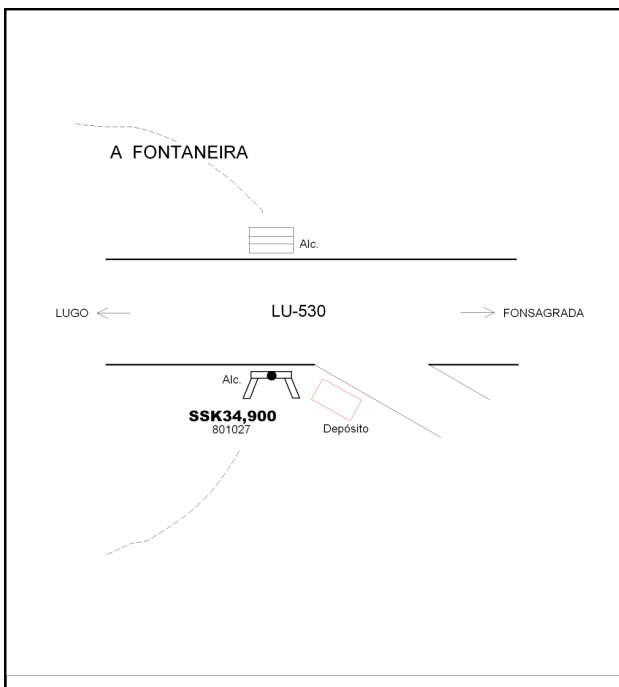 A FONTANEIRA
Alc.
LUGO
LU-530
FONSAGRADA
Alc.
SSK34,900
801027
Depósito